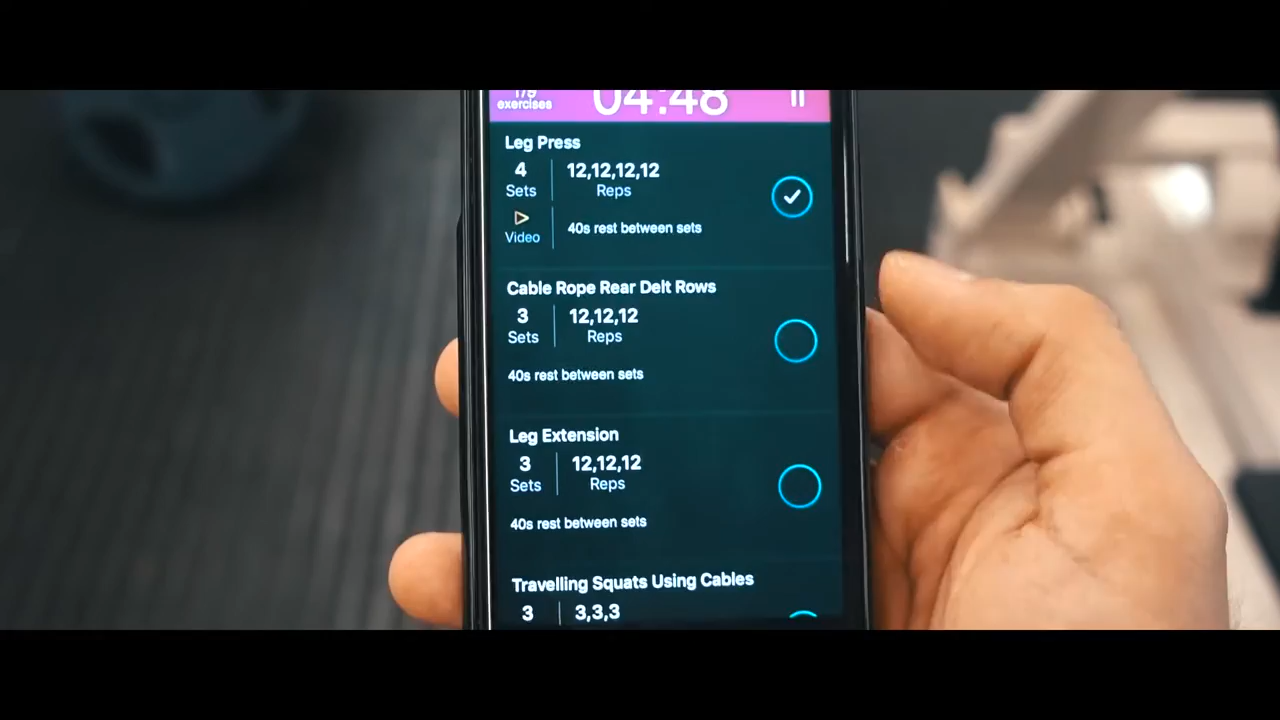 1/9
exercises
04:48
Leg Press
4
Sets
12,12,12,12
Reps
Video
40s rest between sets
Cable Rope Rear Delt Rows
3
Sets
12,12,12
Reps
40s rest between sets
Leg Extension
3
Sets
12,12,12
Reps
40s rest between sets
Travelling Squats Using Cables
3
3,3,3